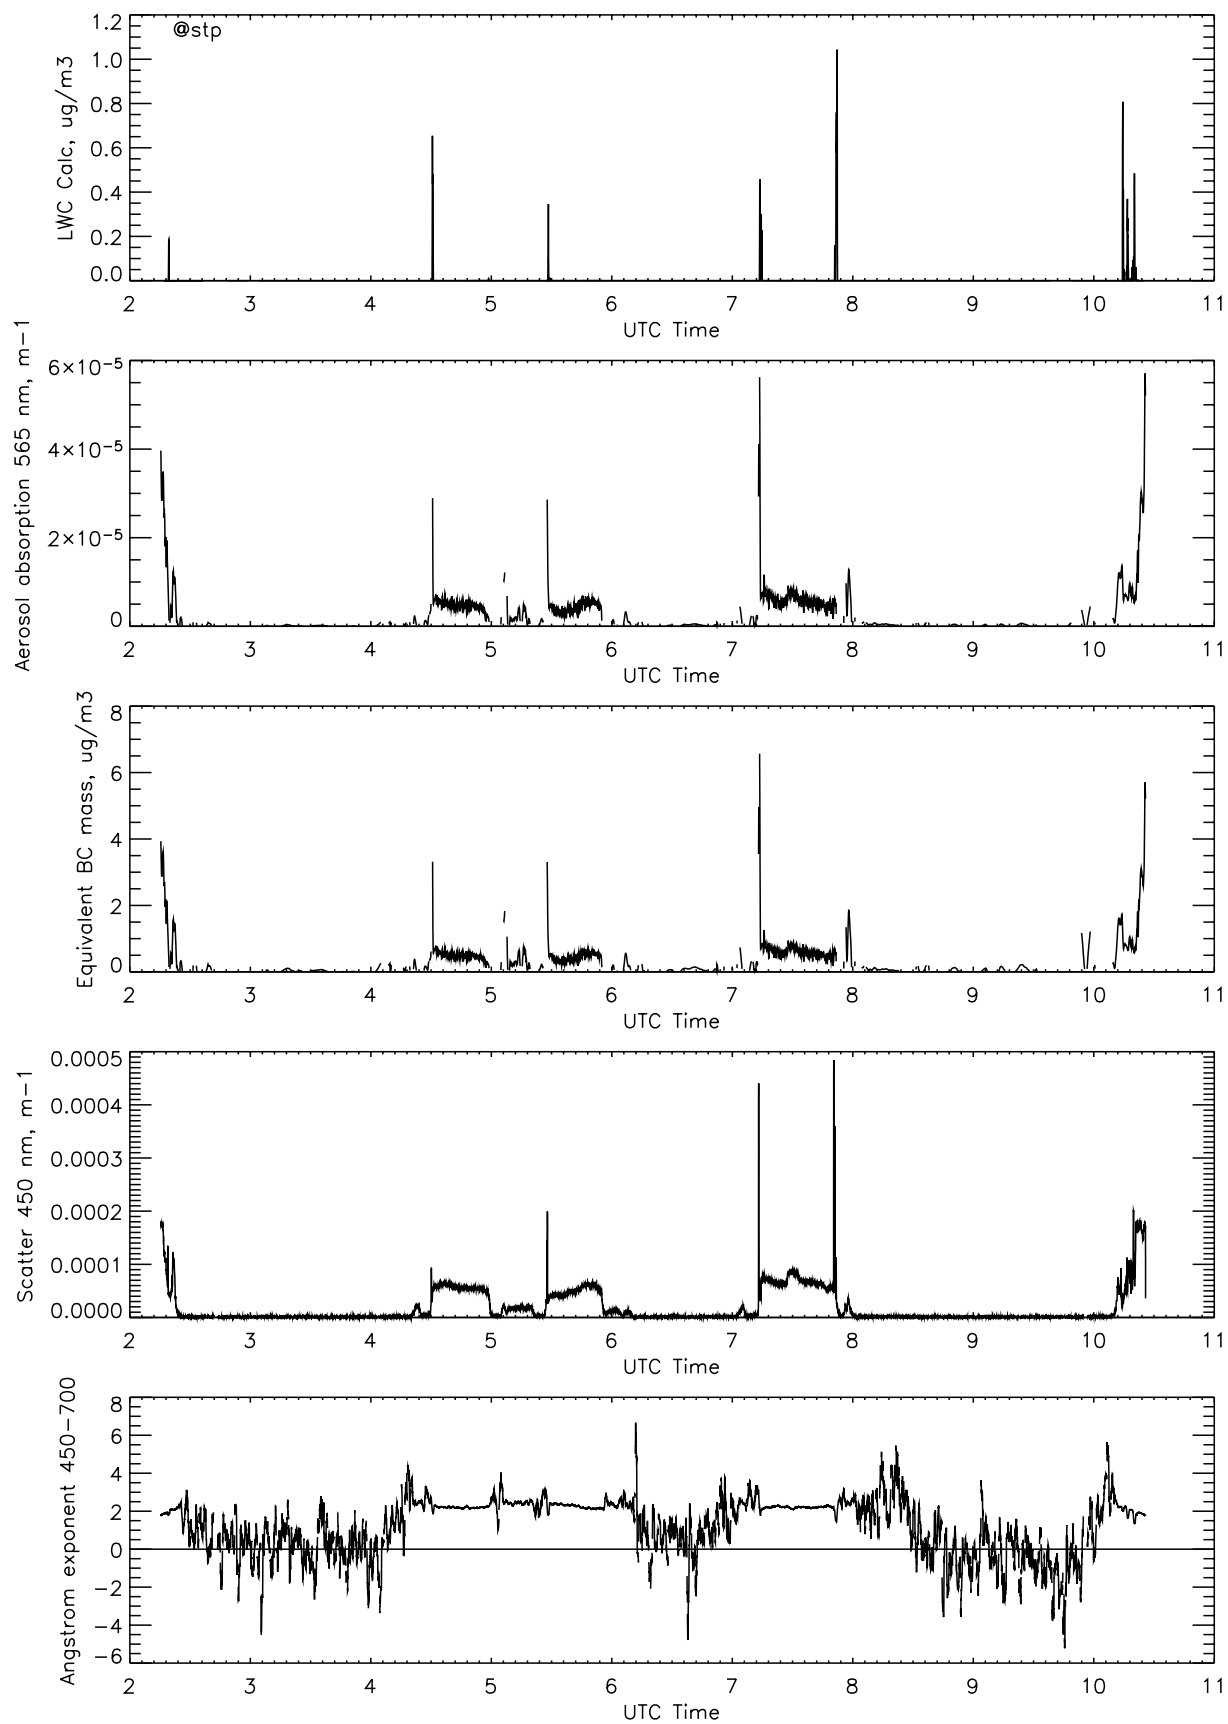 @stp
LWC Calc, ug/m3
1.2
1.0
0.8
0.6
0.4
0.2
0.0
2 3 4 5 6 7 8 9 10 11
UTC Time
Aerosol absorption 565 nm, m-1
6×10-5
4×10-5
2×10-5
0
2 3 4 5 6 7 8 9 10 11
UTC Time
Equivalent BC mass, ug/m3
8
6
4
2
0
2 3 4 5 6 7 8 9 10 11
UTC Time
Scatter 450 nm, m-1
0.0005
0.0004
0.0003
0.0002
0.0001
0.0000
2 3 4 5 6 7 8 9 10 11
UTC Time
Angstrom exponent 450-700
8
6
4
2
0
-2
-4
-6
2 3 4 5 6 7 8 9 10 11
UTC Time